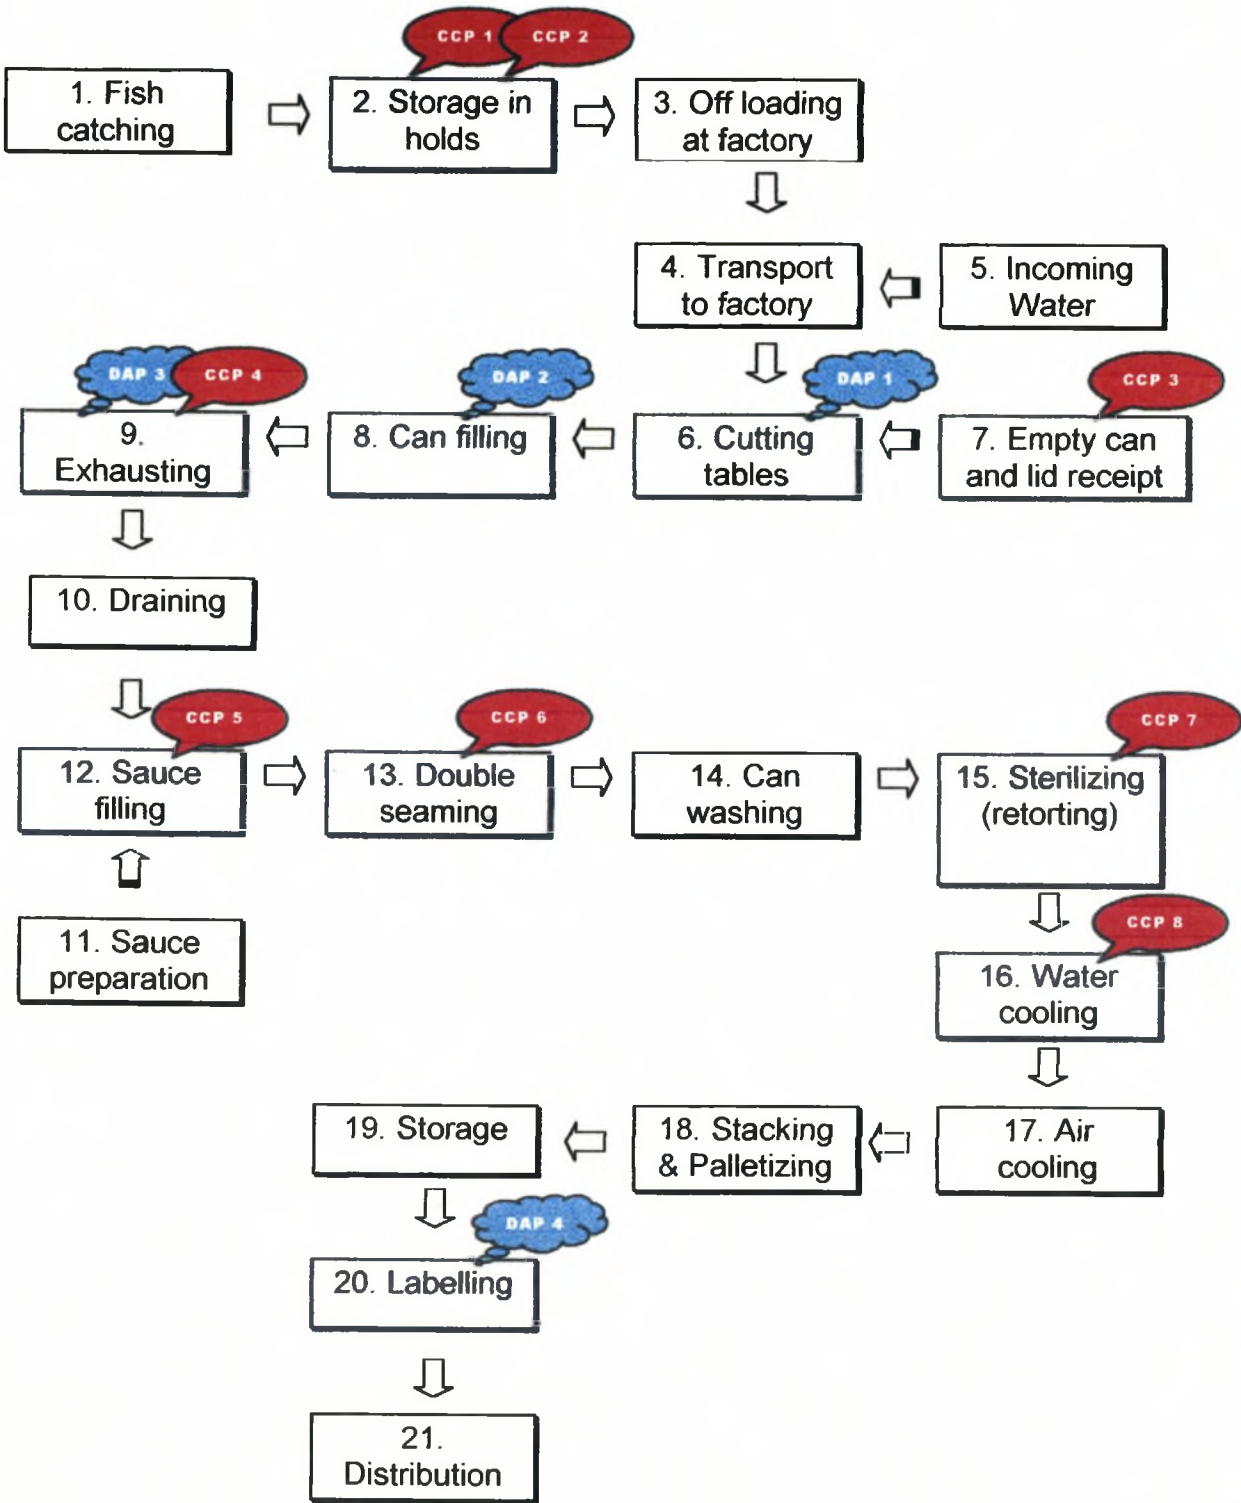 CCP 1
CCP 2
1. Fish
catching
2. Storage in
holds
3. Off loading
at factory
4. Transport
to factory
5. Incoming
Water
DAP 3
CCP 4
DAP 2
DAP 1
CCP 3
9.
Exhausting
8. Can filling
6. Cutting
tables
7. Empty can
and lid receipt
10. Draining
CCP 5
CCP 6
CCP 7
12. Sauce
filling
13. Double
seaming
14. Can
washing
15. Sterilizing
(retorting)
11. Sauce
preparation
CCP 8
16. Water
cooling
19. Storage
18. Stacking
& Palletizing
17. Air
cooling
DAP 4
20. Labelling
21.
Distribution